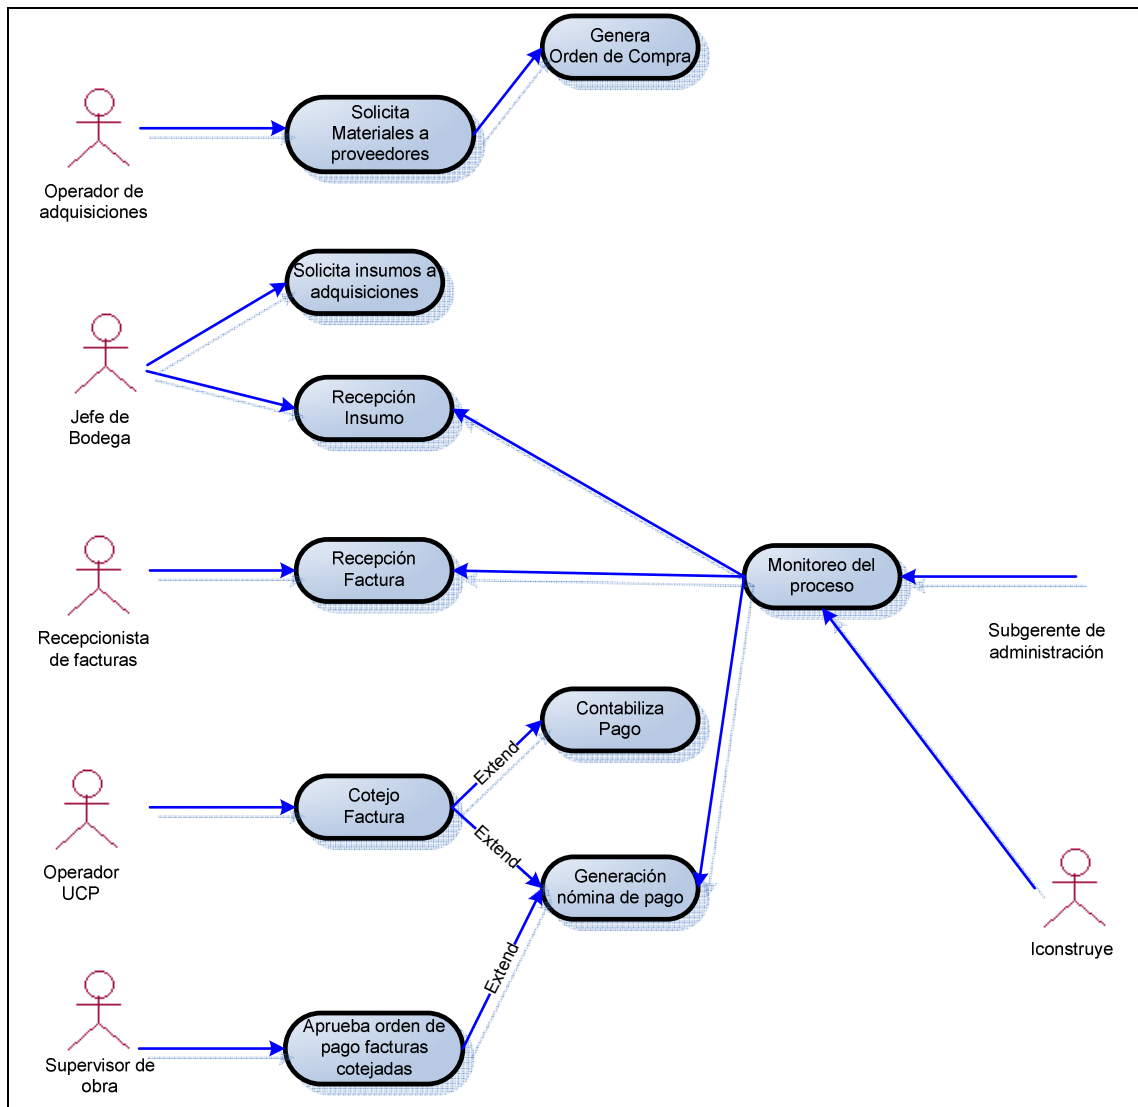 Genera
Orden de Compra
Solicita
Materiales a
proveedores
Operador de
adquisiciones
Solicita insumos a
adquisiciones
Jefe de
Bodega
Recepción
Insumo
Recepción
Factura
Recepcionista
de facturas
Monitoreo del
proceso
Subgerente de
administración
Contabiliza
Pago
Extend
Cotejo
Factura
Extend
Operador
UCP
Generación
nómina de pago
Iconstruye
Extend
Aprueba orden de
pago facturas
cotejadas
Supervisor de
obra